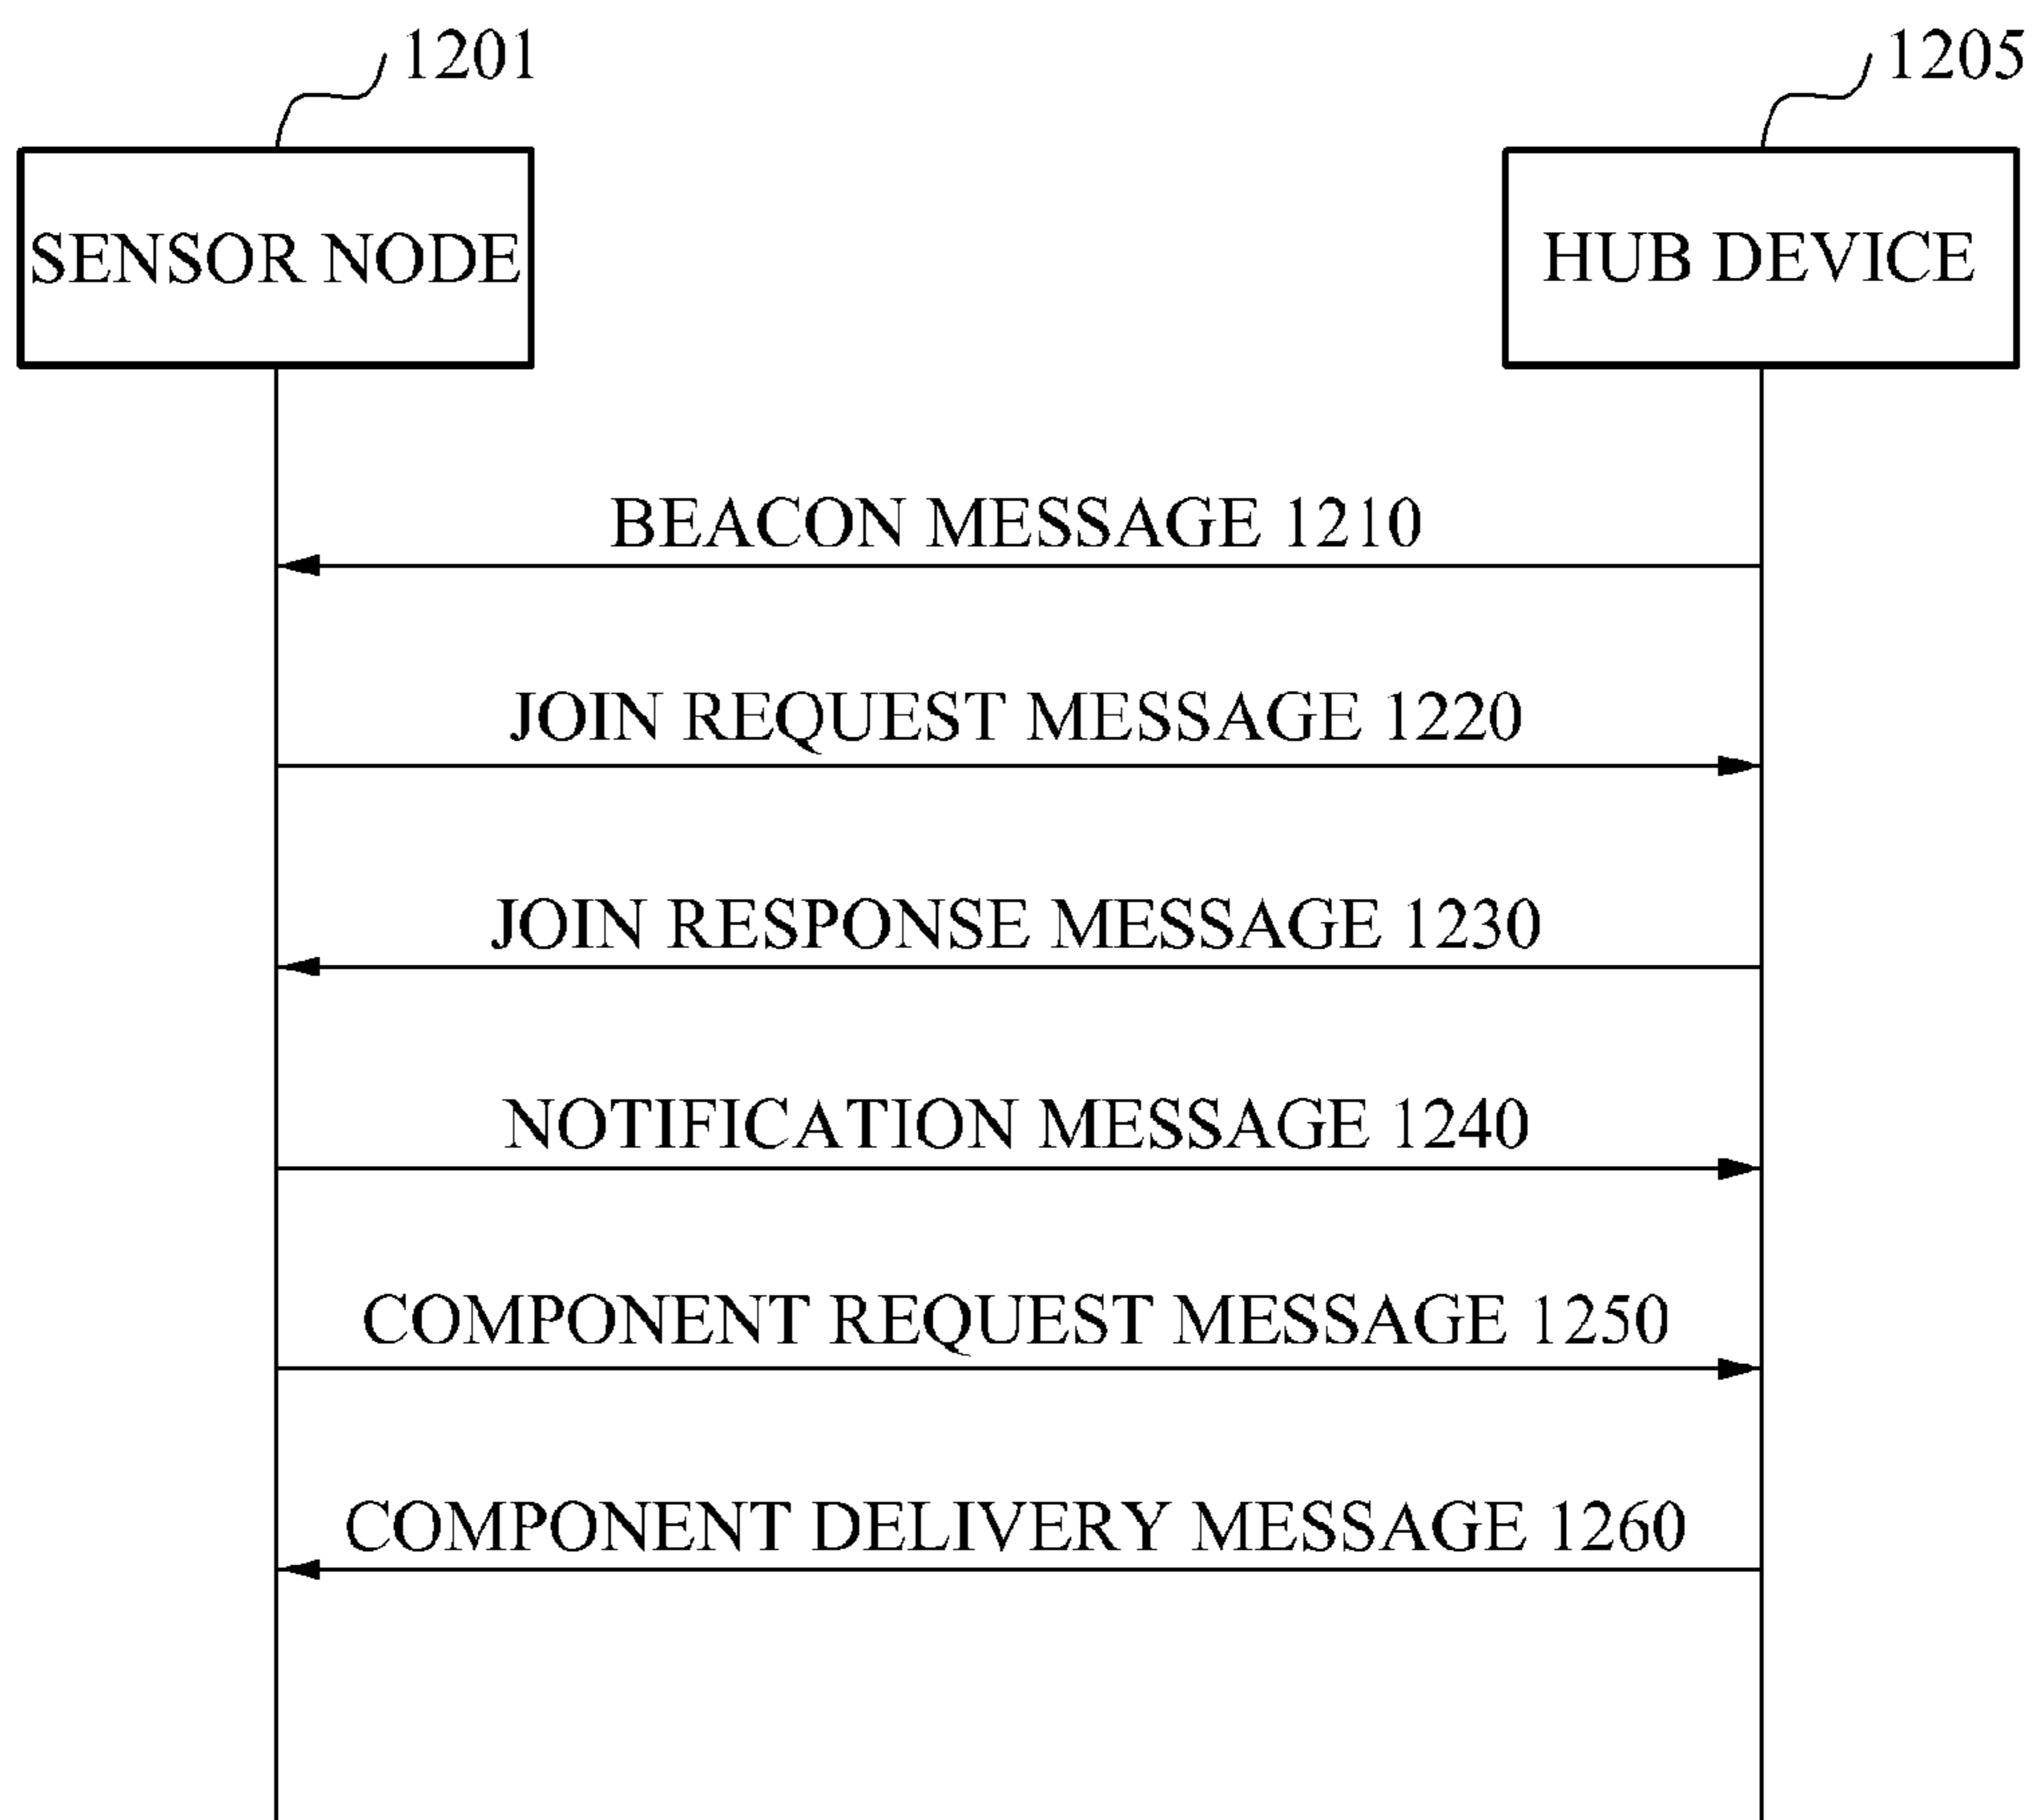 1201
1205
SENSOR NODE
HUB DEVICE
BEACON MESSAGE 1210
JOIN REQUEST MESSAGE 1220
JOIN RESPONSE MESSAGE 1230
NOTIFICATION MESSAGE 1240
COMPONENT REQUEST MESSAGE 1250
COMPONENT DELIVERY MESSAGE 1260